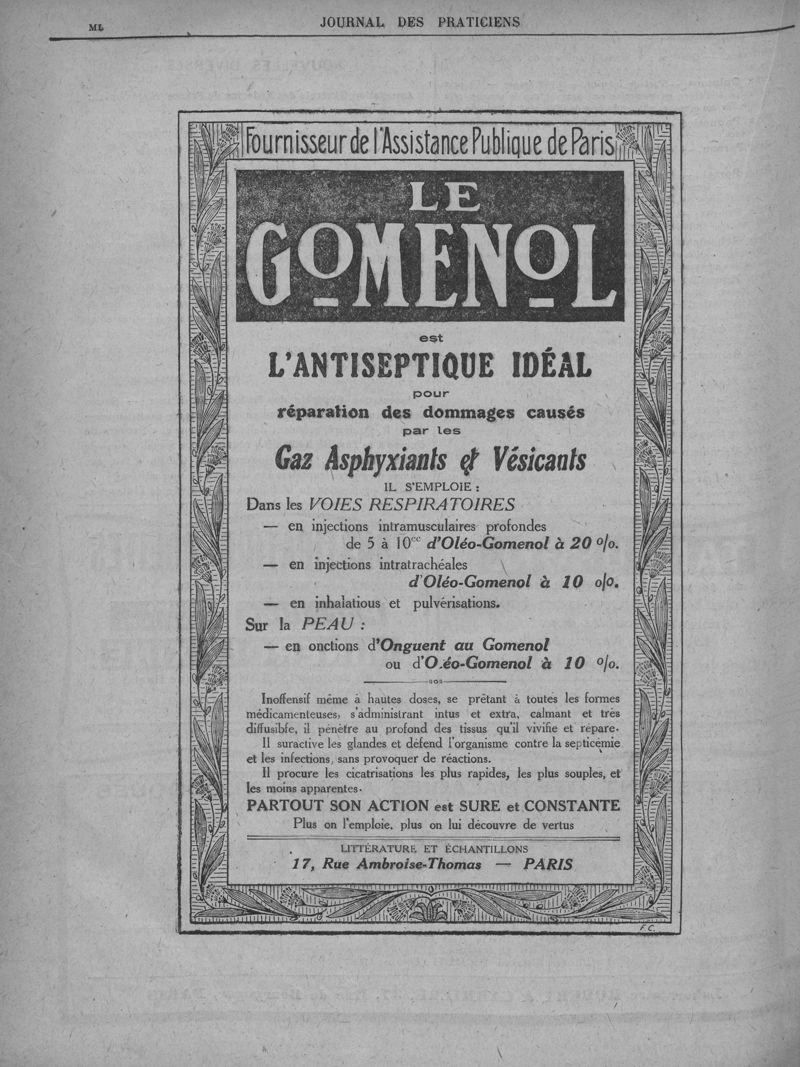 ML
JOURNAL DES PRATICIENS
Fournisseur de l'Assistance Publique de Paris
LE
GOMENOL
est
L'ANTISEPTIQUE IDÉAL
pour
réparation des dommages causés
par les
Gaz Asphyxiants et Vésicants
IL S'EMPLOIE :
Dans les VOIES RESPIRATOIRES
— en injections intramusculaires profondes
de 5 à 10cc d'Oléo-Gomenol à 20 o/o.
— en injections intratrachéales
d'Oléo-Gomenol à 10 o/o.
— en inhalatious et pulvérisations.
Sur la PEAU :
— en onctions d'Onguent au Gomenol
ou d'O.éo-Gomenol à 10 o/o.
Inoffensif même à hautes doses, se prêtant à toutes les formes
médicamenteuses, s'administrant intus et extra, calmant et très
diffusible, il pénètre au profond des tissus qu'il vivifie et répare.
Il suractive les glandes et défend l'organisme contre la septicémie
et les infections, sans provoquer de réactions.
Il procure les cicatrisations les plus rapides, les plus souples, et
les moins apparentes.
PARTOUT SON ACTION est SURE et CONSTANTE
Plus on l'emploie, plus on lui découvre de vertus
LITTÉRATURE ET ÉCHANTILLONS
17, Rue Ambroise-Thomas — PARIS
F.C.